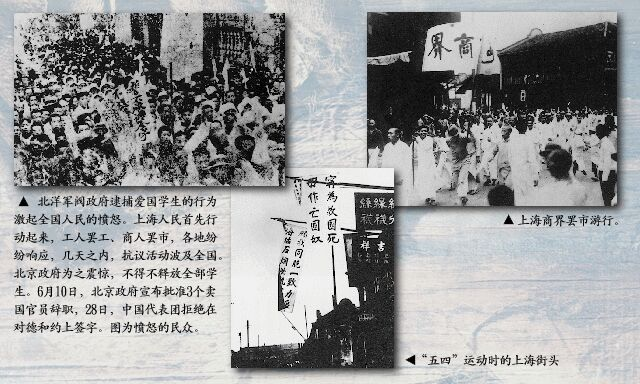 ▲ 北洋军阀政府逮捕爱国学生的行为
激起全国人民的愤怒。上海人民首先行
动起来，工人罢工、商人罢市，各地纷
纷响应，几天之内，抗议活动波及全国。
北京政府为之震惊，不得不释放全部学
生。6月10日，北京政府宣布批准3个卖
国官员辞职，28日，中国代表团拒绝在
对德和约上签字。图为愤怒的民众。
商界
▲上海商界罢市游行。
宁为救国死
毋作亡国奴
吉祥
◀“五四”运动时的上海街头